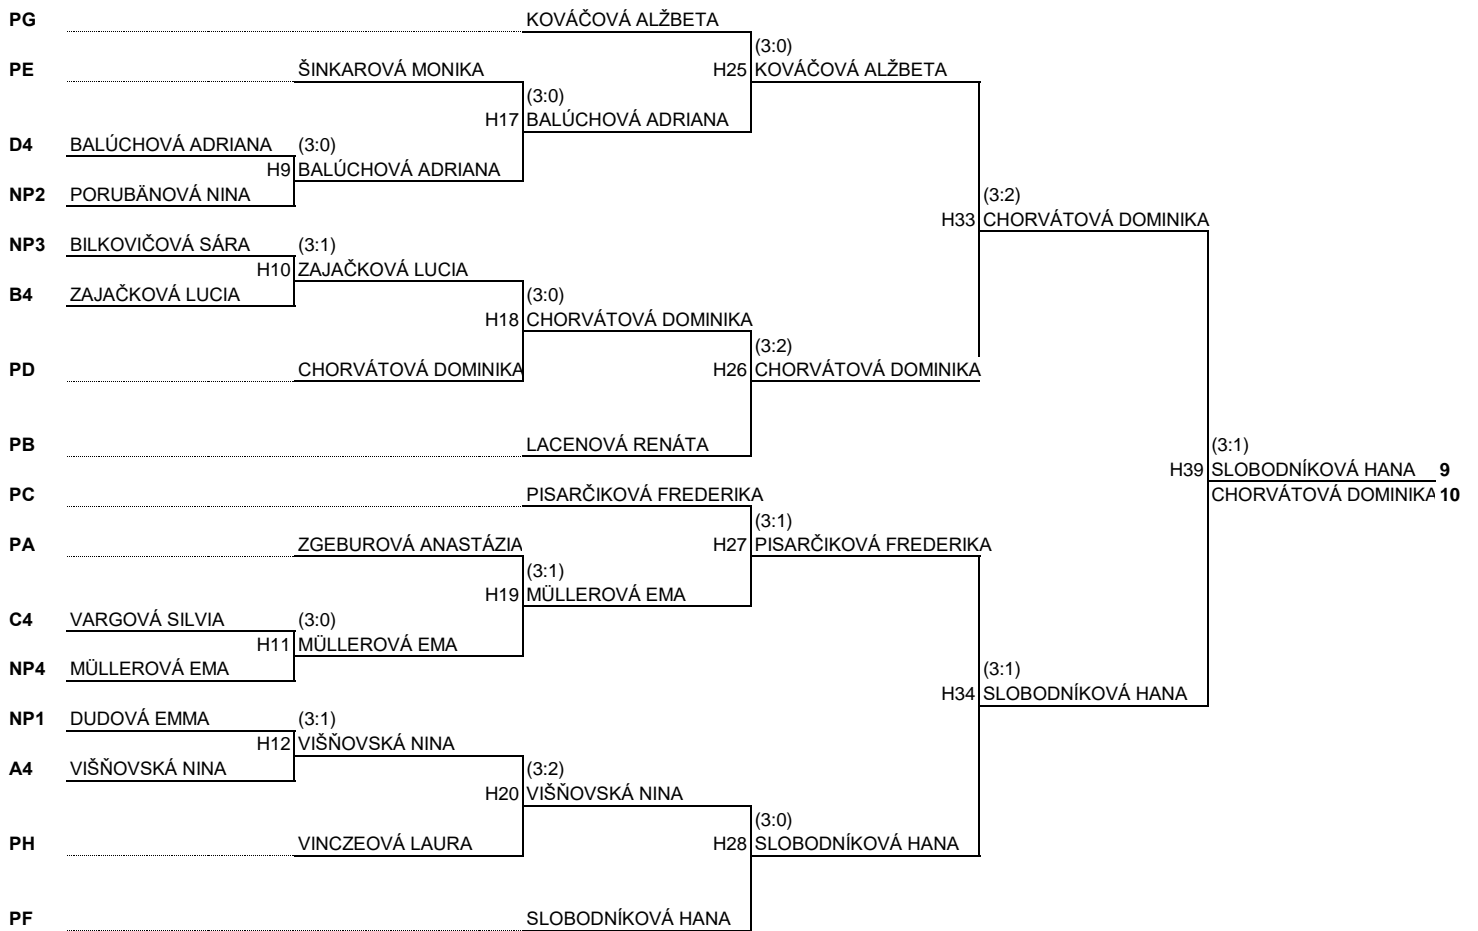 PG KOVÁČOVÁ ALŽBETA
(3:0)
PE ŠINKAROVÁ MONIKA H25 KOVÁČOVÁ ALŽBETA
(3:0)
H17 BALÚCHOVÁ ADRIANA
D4 BALÚCHOVÁ ADRIANA (3:0)
H9 BALÚCHOVÁ ADRIANA
NP2 PORUBÄNOVÁ NINA (3:2)
H33 CHORVÁTOVÁ DOMINIKA
NP3 BILKOVIČOVÁ SÁRA (3:1)
H10 ZAJAČKOVÁ LUCIA
B4 ZAJAČKOVÁ LUCIA (3:0)
H18 CHORVÁTOVÁ DOMINIKA
(3:2)
PD CHORVÁTOVÁ DOMINIKA H26 CHORVÁTOVÁ DOMINIKA
PB LACENOVÁ RENÁTA (3:1)
H39 SLOBODNÍKOVÁ HANA 9
PC PISARČIKOVÁ FREDERIKA CHORVÁTOVÁ DOMINIKA 10
(3:1)
PA ZGEBUROVÁ ANASTÁZIA H27 PISARČIKOVÁ FREDERIKA
(3:1)
H19 MÜLLEROVÁ EMA
C4 VARGOVÁ SILVIA (3:0)
H11 MÜLLEROVÁ EMA
NP4 MÜLLEROVÁ EMA (3:1)
H34 SLOBODNÍKOVÁ HANA
NP1 DUDOVÁ EMMA (3:1)
H12 VIŠŇOVSKÁ NINA
A4 VIŠŇOVSKÁ NINA (3:2)
H20 VIŠŇOVSKÁ NINA
(3:0)
PH VINCZEOVÁ LAURA H28 SLOBODNÍKOVÁ HANA
PF SLOBODNÍKOVÁ HANA